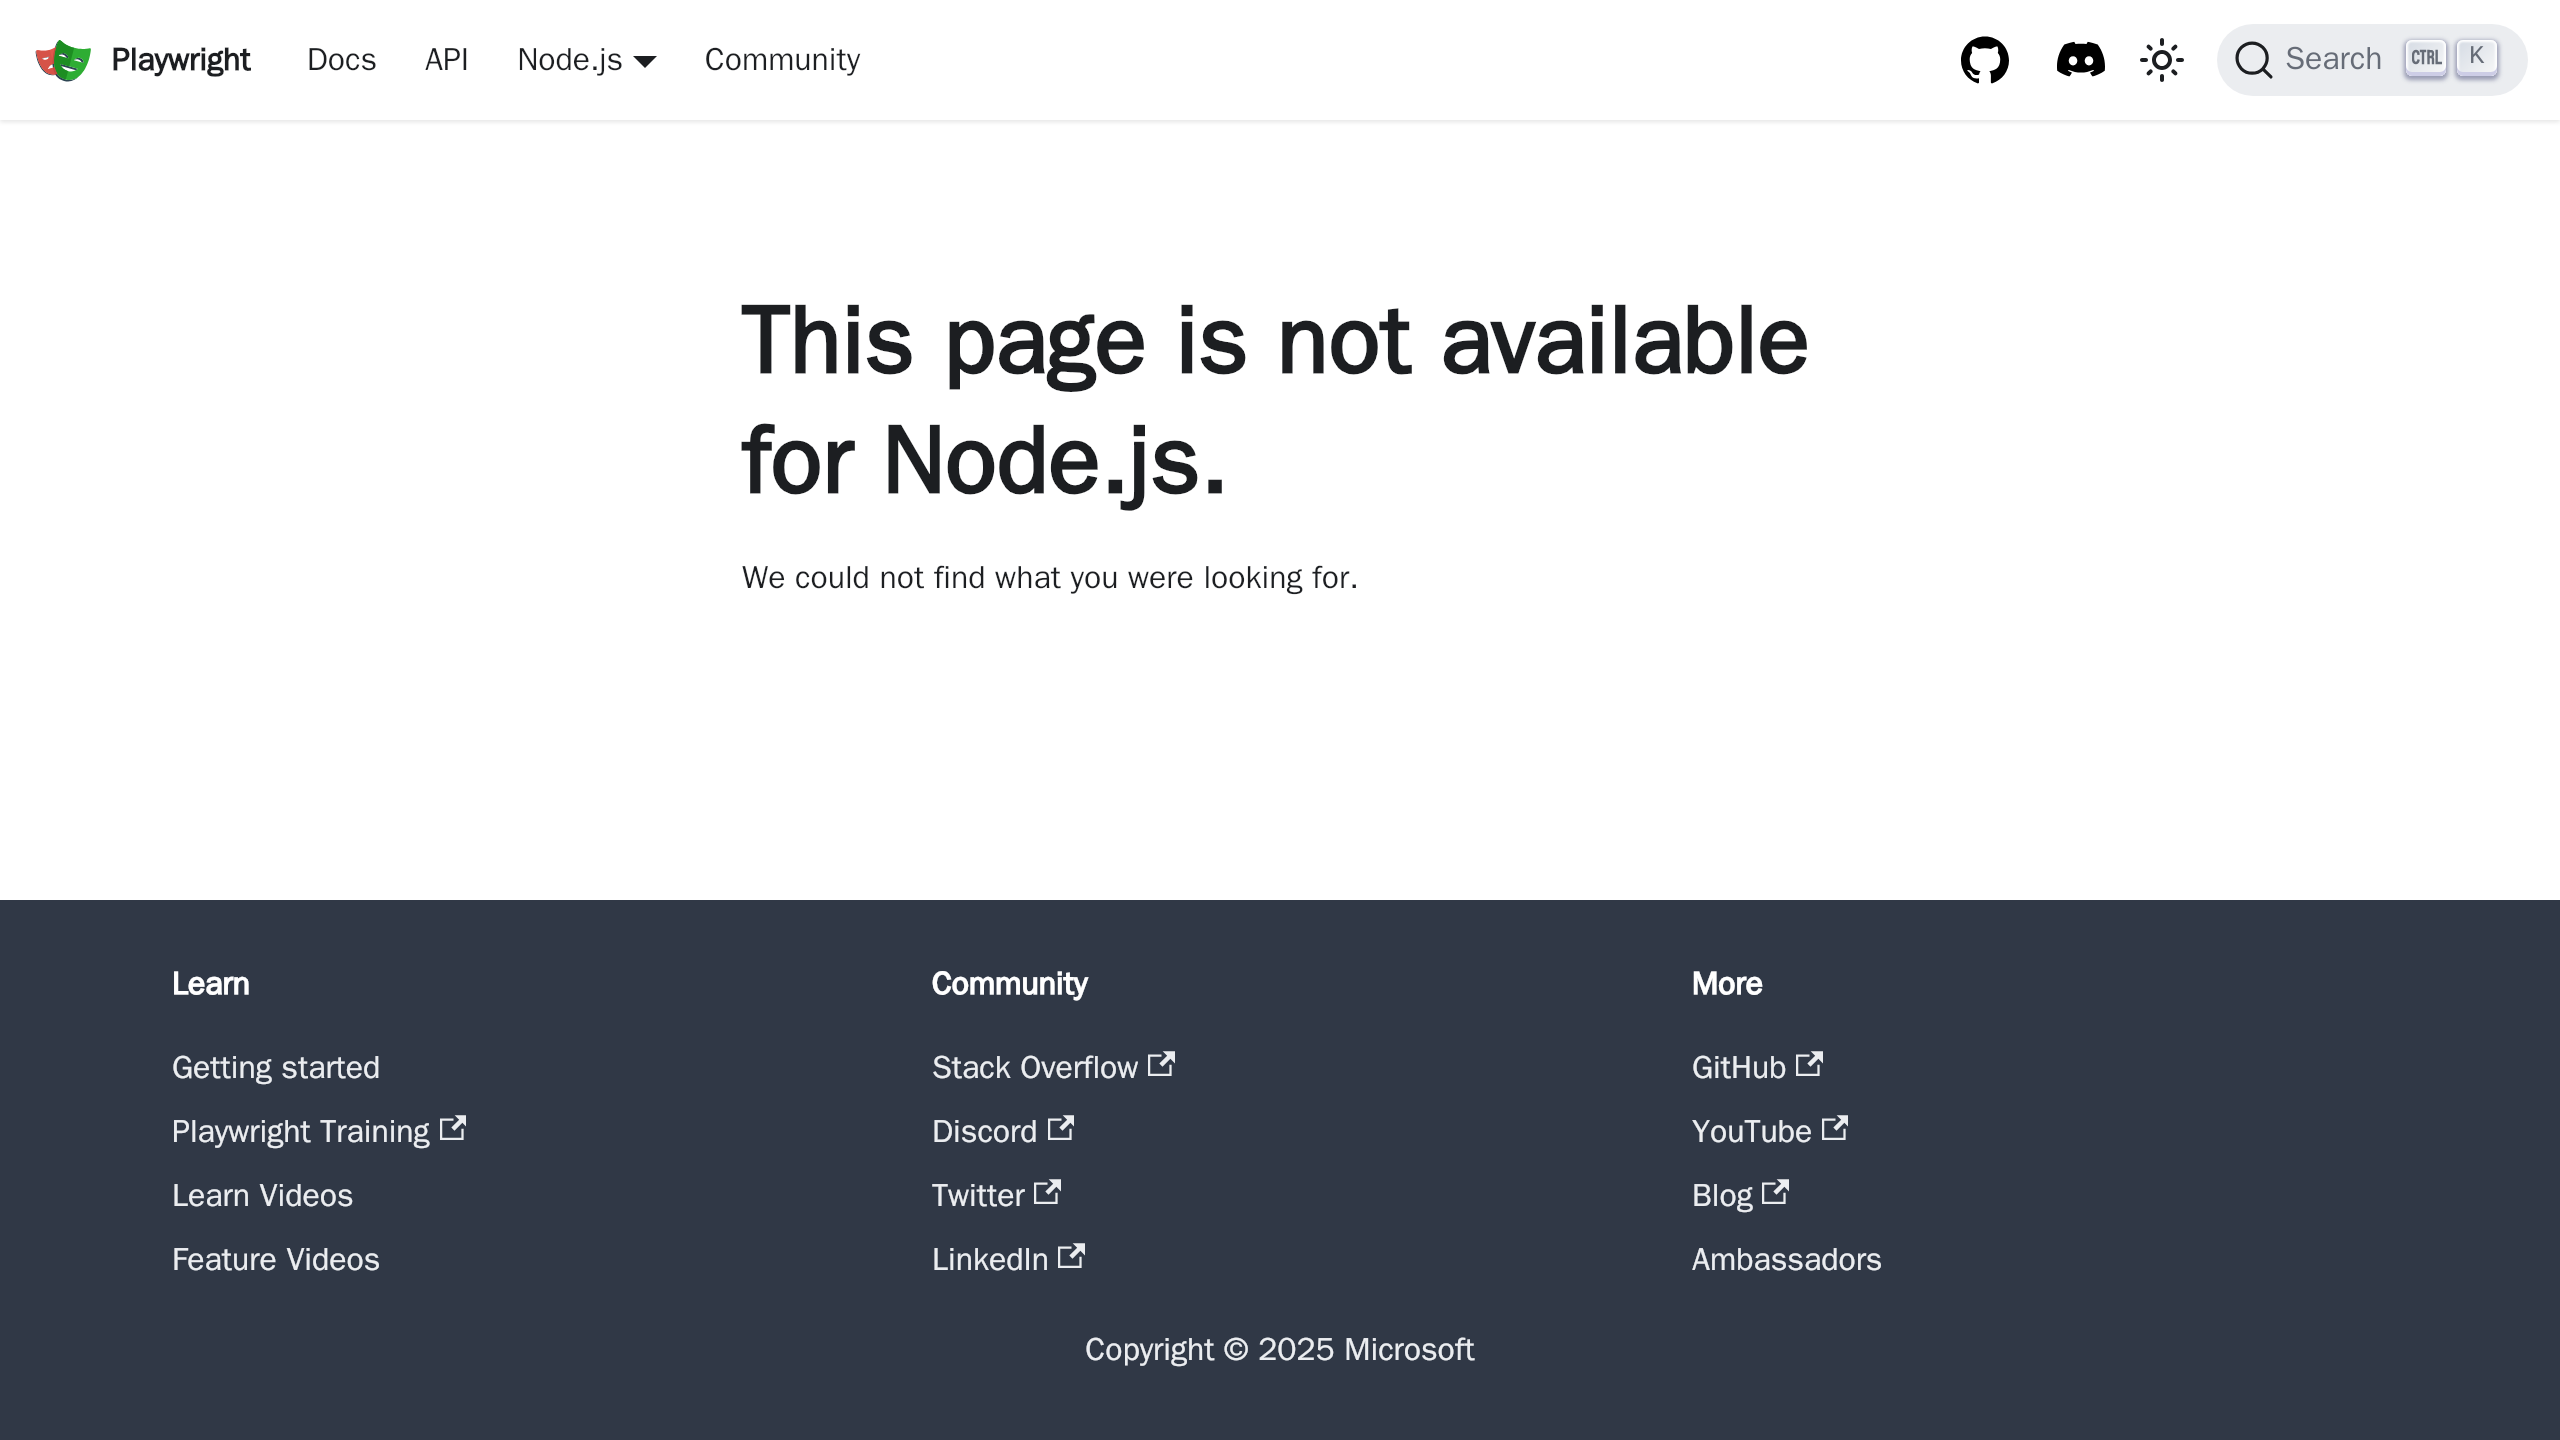 Playwright Docs API Node.js Community Search CTRL K
This page is not available
for Node.js.
We could not find what you were looking for.
Learn
Getting started
Playwright Training
Learn Videos
Feature Videos
Community
Stack Overflow
Discord
Twitter
LinkedIn
More
GitHub
YouTube
Blog
Ambassadors
Copyright © 2025 Microsoft